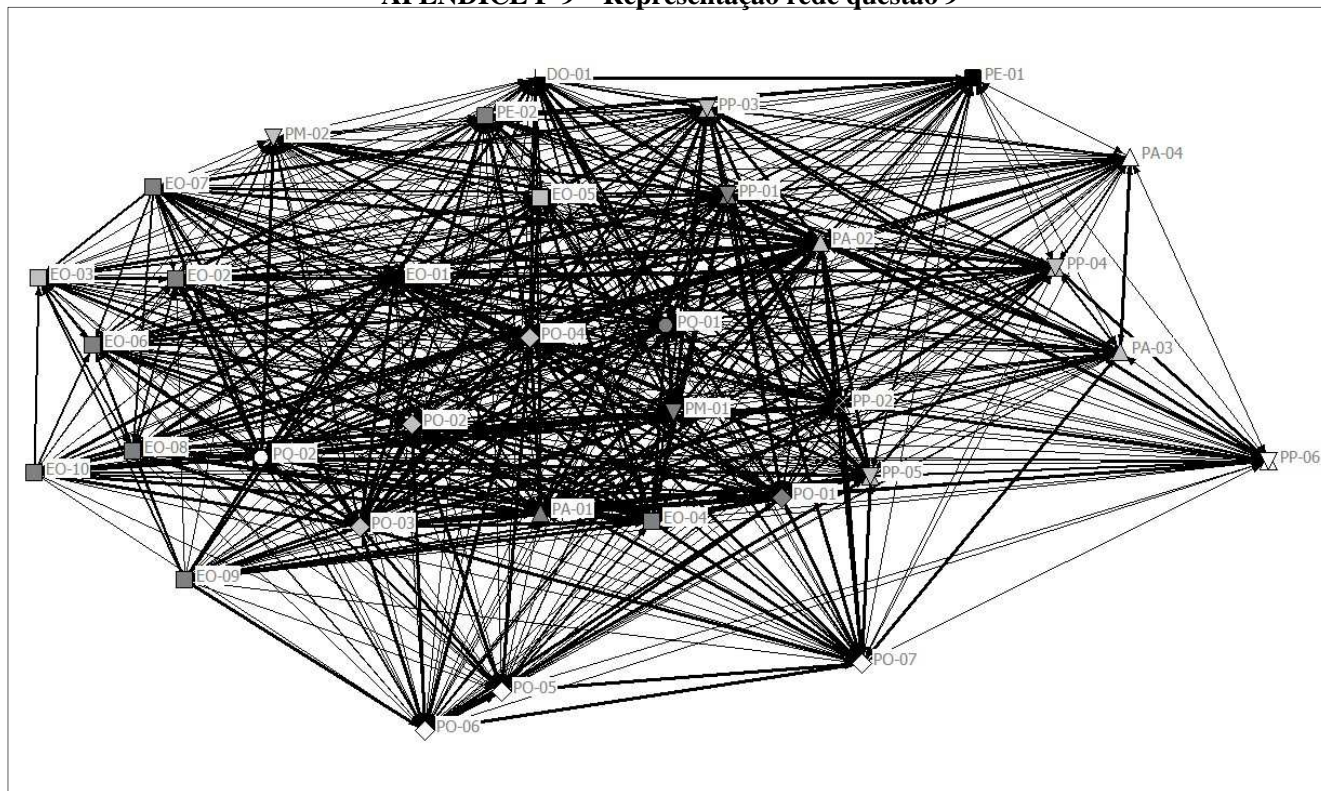 APÊNDICE Representação rede questão 9
DO-01
PE-01
PP-03
PE-02
PM-02
PA-04
EO-07
EO-05
PP-01
PA-02
PP-04
EO-03
EO-02
EO-01
PQ-01
PO-04
EO-06
PA-03
PP-02
PM-01
PO-02
EO-08
PQ-02
PP-06
EO-10
PP-05
PO-01
PA-01
EO-04
PO-03
EO-09
PO-07
PO-05
PO-06